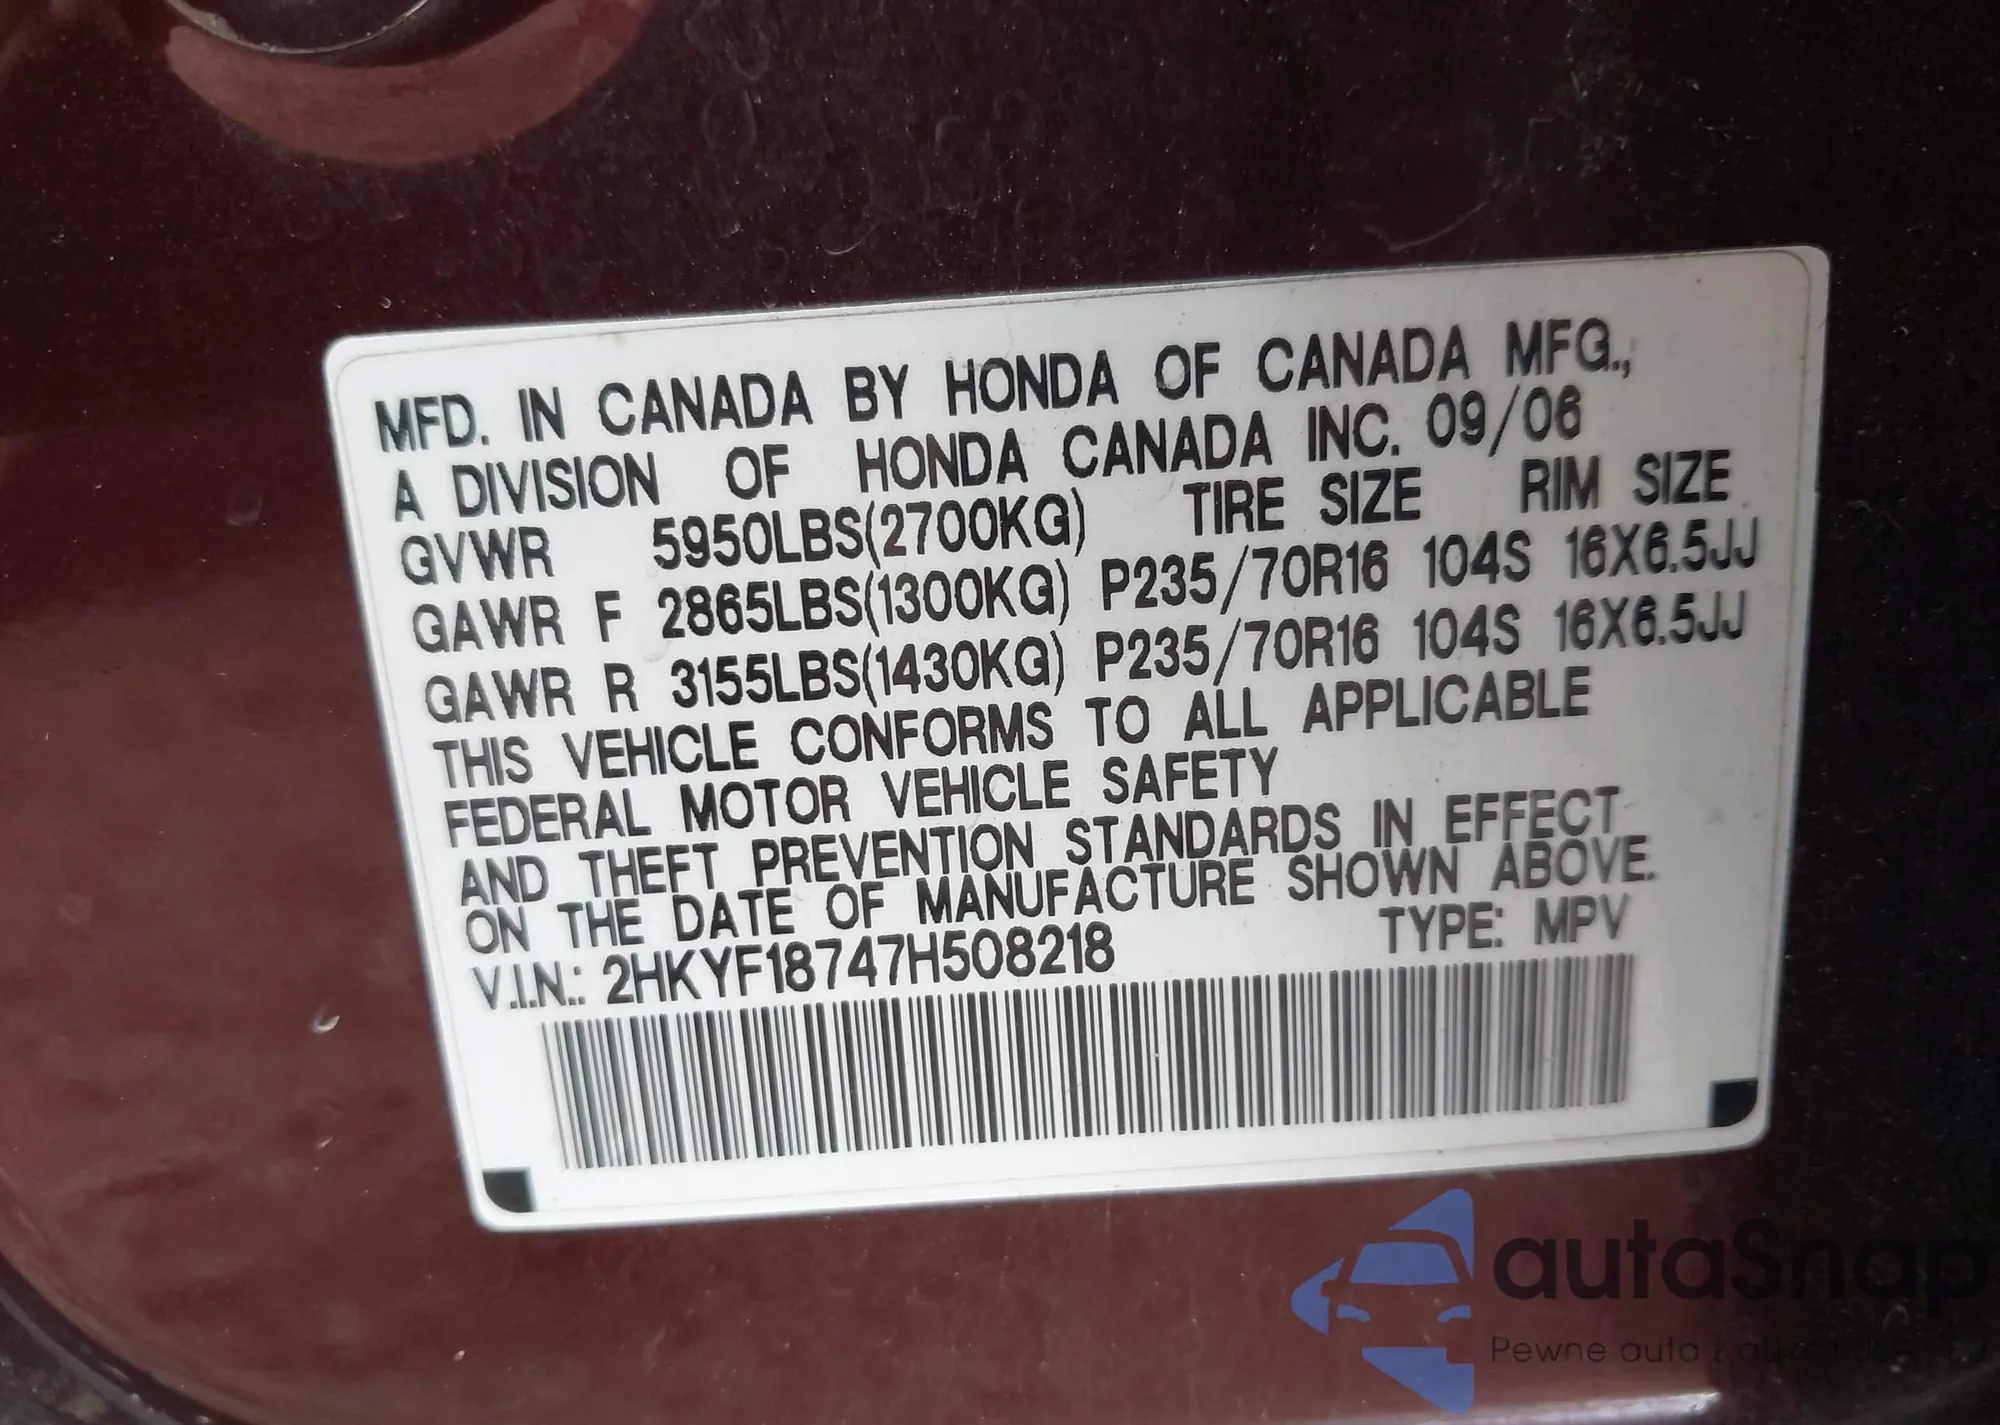 MFD. IN CANADA BY HONDA OF CANADA MFG.,
A DIVISION OF HONDA CANADA INC. 09/06
GVWR 5950LBS(2700KG) TIRE SIZE RIM SIZE
GAWR F 2865LBS(1300KG) P235/70R16 104S 16X6.5JJ
GAWR R 3155LBS(1430KG) P235/70R16 104S 16X6.5JJ
THIS VEHICLE CONFORMS TO ALL APPLICABLE
FEDERAL MOTOR VEHICLE SAFETY
AND THEFT PREVENTION STANDARDS IN EFFECT
ON THE DATE OF MANUFACTURE SHOWN ABOVE.
V.I.N.: 2HKYF18747H508218 TYPE: MPV
autaSnap
Pewne auta z